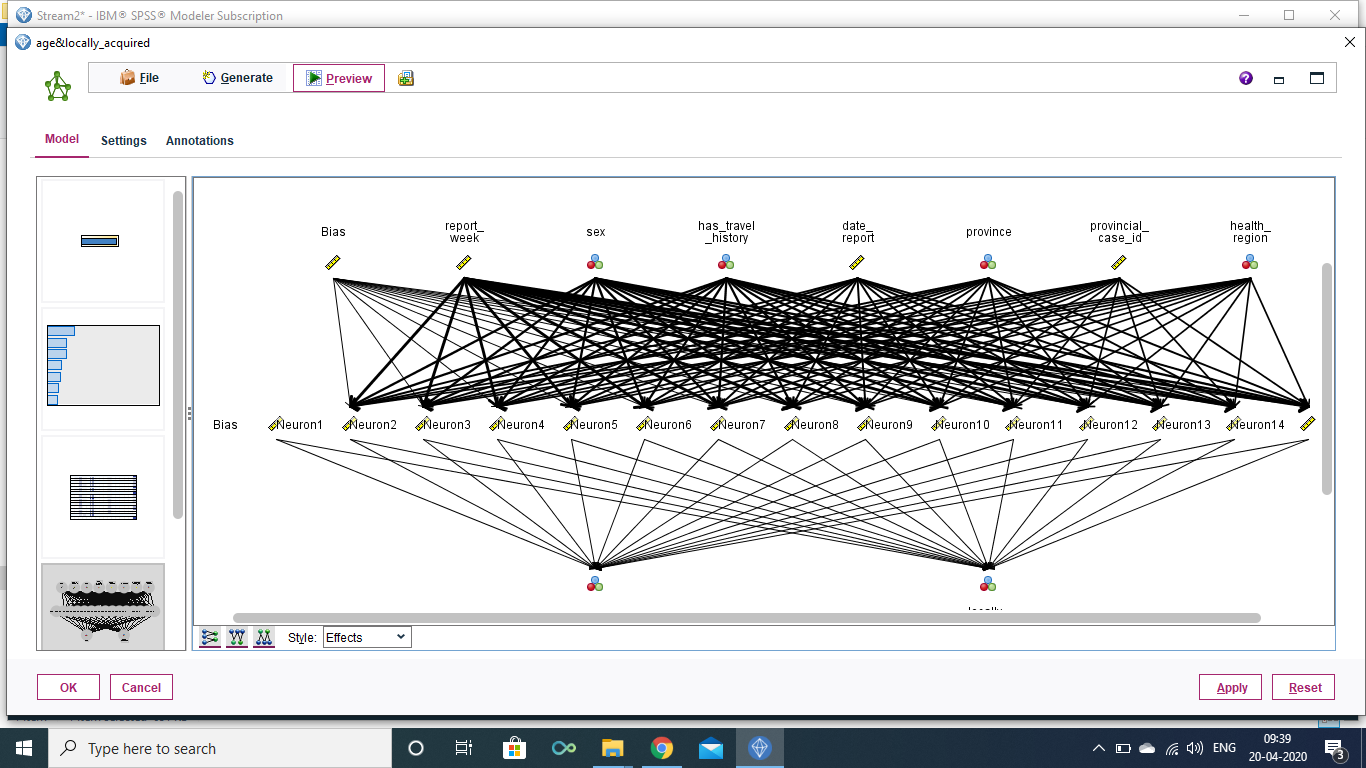 Stream2* - IBM® SPSS® Modeler Subscription
age&locally_acquired
File Generate Preview
Model Settings Annotations
Bias report_ sex has_travel date_ province provincial_ health_
week _history report case_id region
Bias Neuron1 Neuron2 Neuron3 Neuron4 Neuron5 Neuron6 Neuron7 Neuron8 Neuron9 Neuron10 Neuron11 Neuron12 Neuron13 Neuron14
Style: Effects
OK Cancel Apply Reset
Type here to search
ENG 09:39
20-04-2020
3